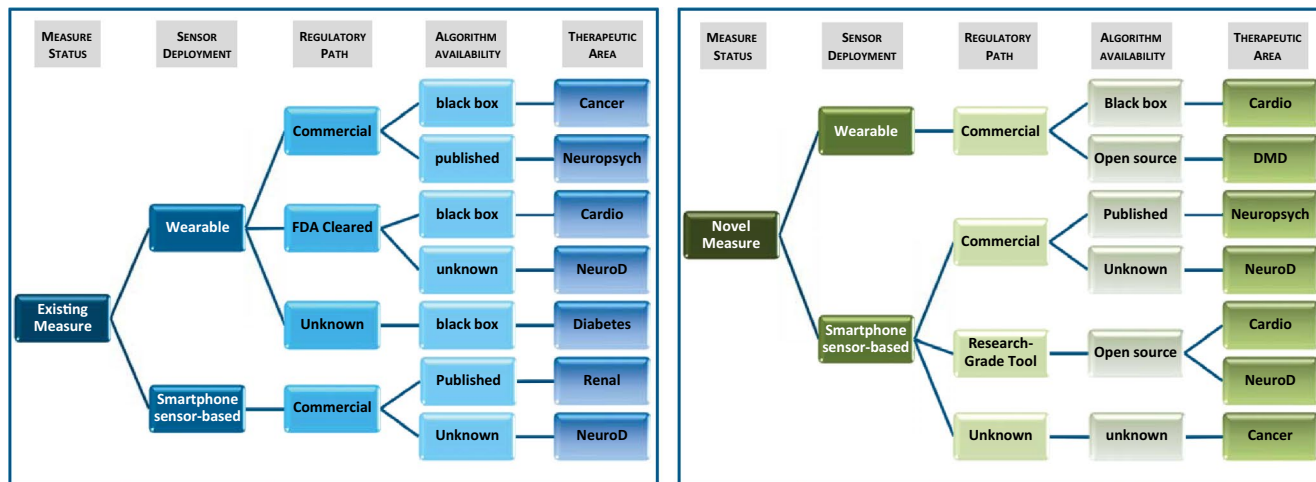 MEASURE STATUS
SENSOR DEPLOYMENT
REGULATORY PATH
ALGORITHM AVAILABILITY
THERAPEUTIC AREA
Existing Measure
Wearable
Smartphone sensor-based
Commercial
FDA Cleared
Unknown
Commercial
black box
published
black box
unknown
black box
Published
Unknown
Cancer
Neuropsych
Cardio
NeuroD
Diabetes
Renal
NeuroD
MEASURE STATUS
SENSOR DEPLOYMENT
REGULATORY PATH
ALGORITHM AVAILABILITY
THERAPEUTIC AREA
Novel Measure
Wearable
Smartphone sensor-based
Commercial
Commercial
Research-Grade Tool
Unknown
Black box
Open source
Published
Unknown
Open source
unknown
Cardio
DMD
Neuropsych
NeuroD
Cardio
NeuroD
Cancer